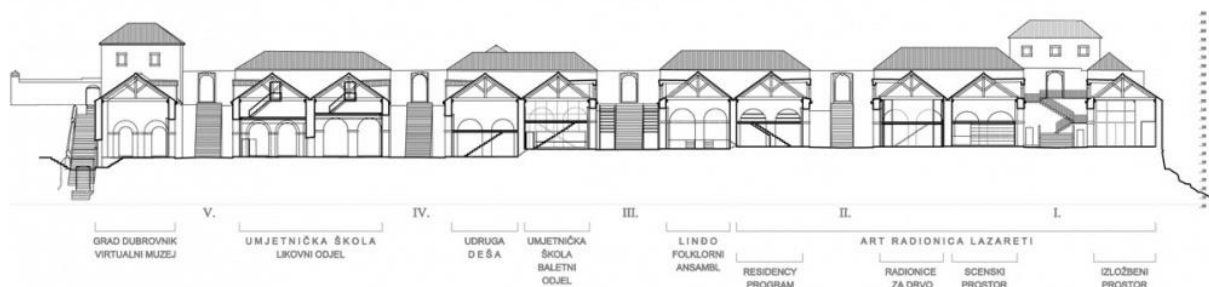 V.
IV.
III.
II.
I.
GRAD DUBROVNIK
VIRTUALNI MUZEJ
UMJETNIČKA ŠKOLA
LIKOVNI ODJEL
UDRUGA
DEŠA
UMJETNIČKA
ŠKOLA
BALETNI
ODJEL
LINĐO
FOLKLORNI
ANSAMBL
ART RADIONICA LAZARETI
RESIDENCY
PROGRAM
RADIONICE
ZA DRVO
SCENSKI
PROSTOR
IZLOŽBENI
PROSTOR